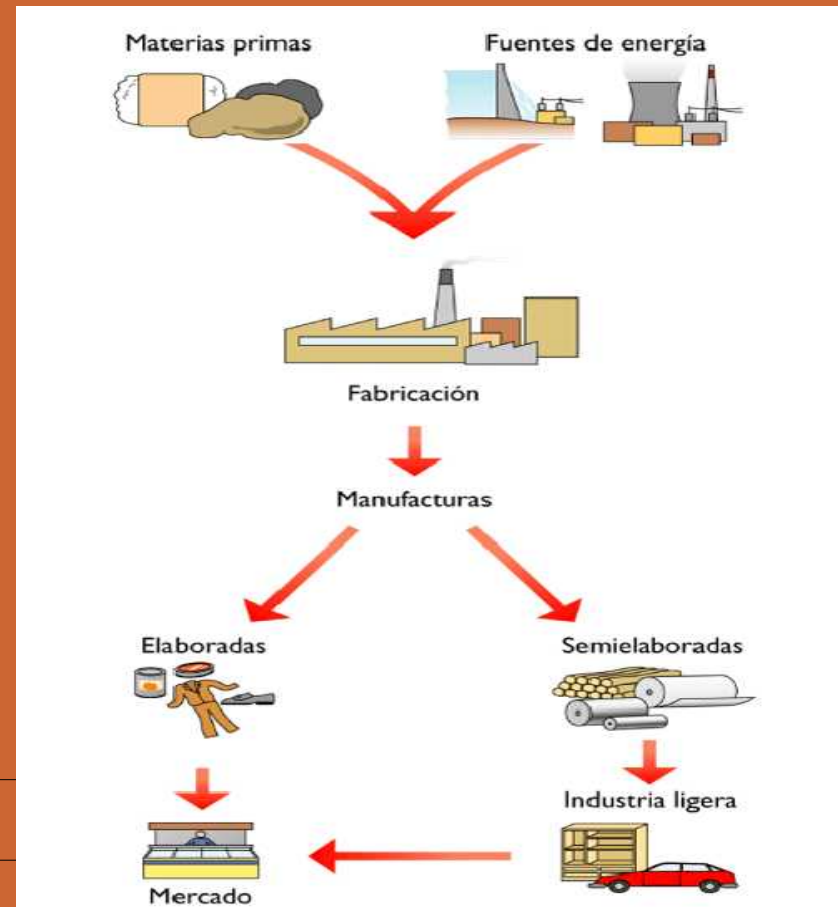 Materias primas
Fuentes de energía
Fabricación
Manufacturas
Elaboradas
Semielaboradas
Industria ligera
Mercado